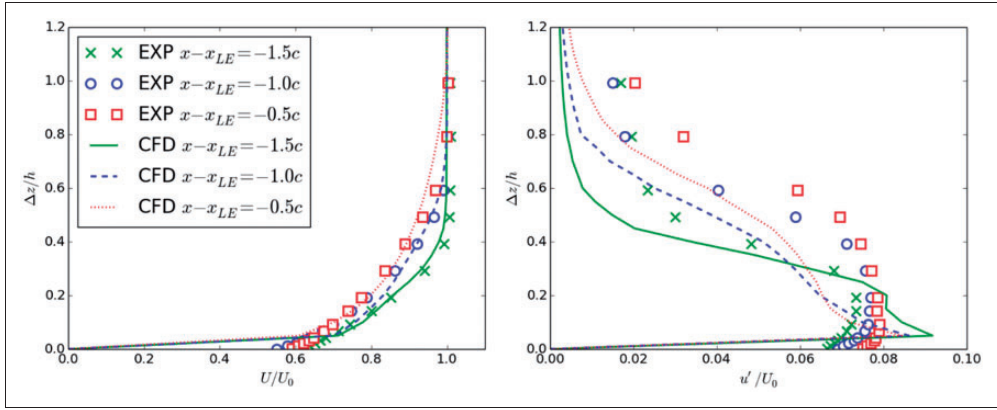 1.2
1.0
0.8
0.6
0.4
0.2
0.0
Δz/h
EXP x−x_LE=−1.5c
EXP x−x_LE=−1.0c
EXP x−x_LE=−0.5c
CFD x−x_LE=−1.5c
CFD x−x_LE=−1.0c
CFD x−x_LE=−0.5c
0.0 0.2 0.4 0.6 0.8 1.0
U/U_0
1.2
1.0
0.8
0.6
0.4
0.2
0.0
Δz/h
0.00 0.02 0.04 0.06 0.08 0.10
u′/U_0